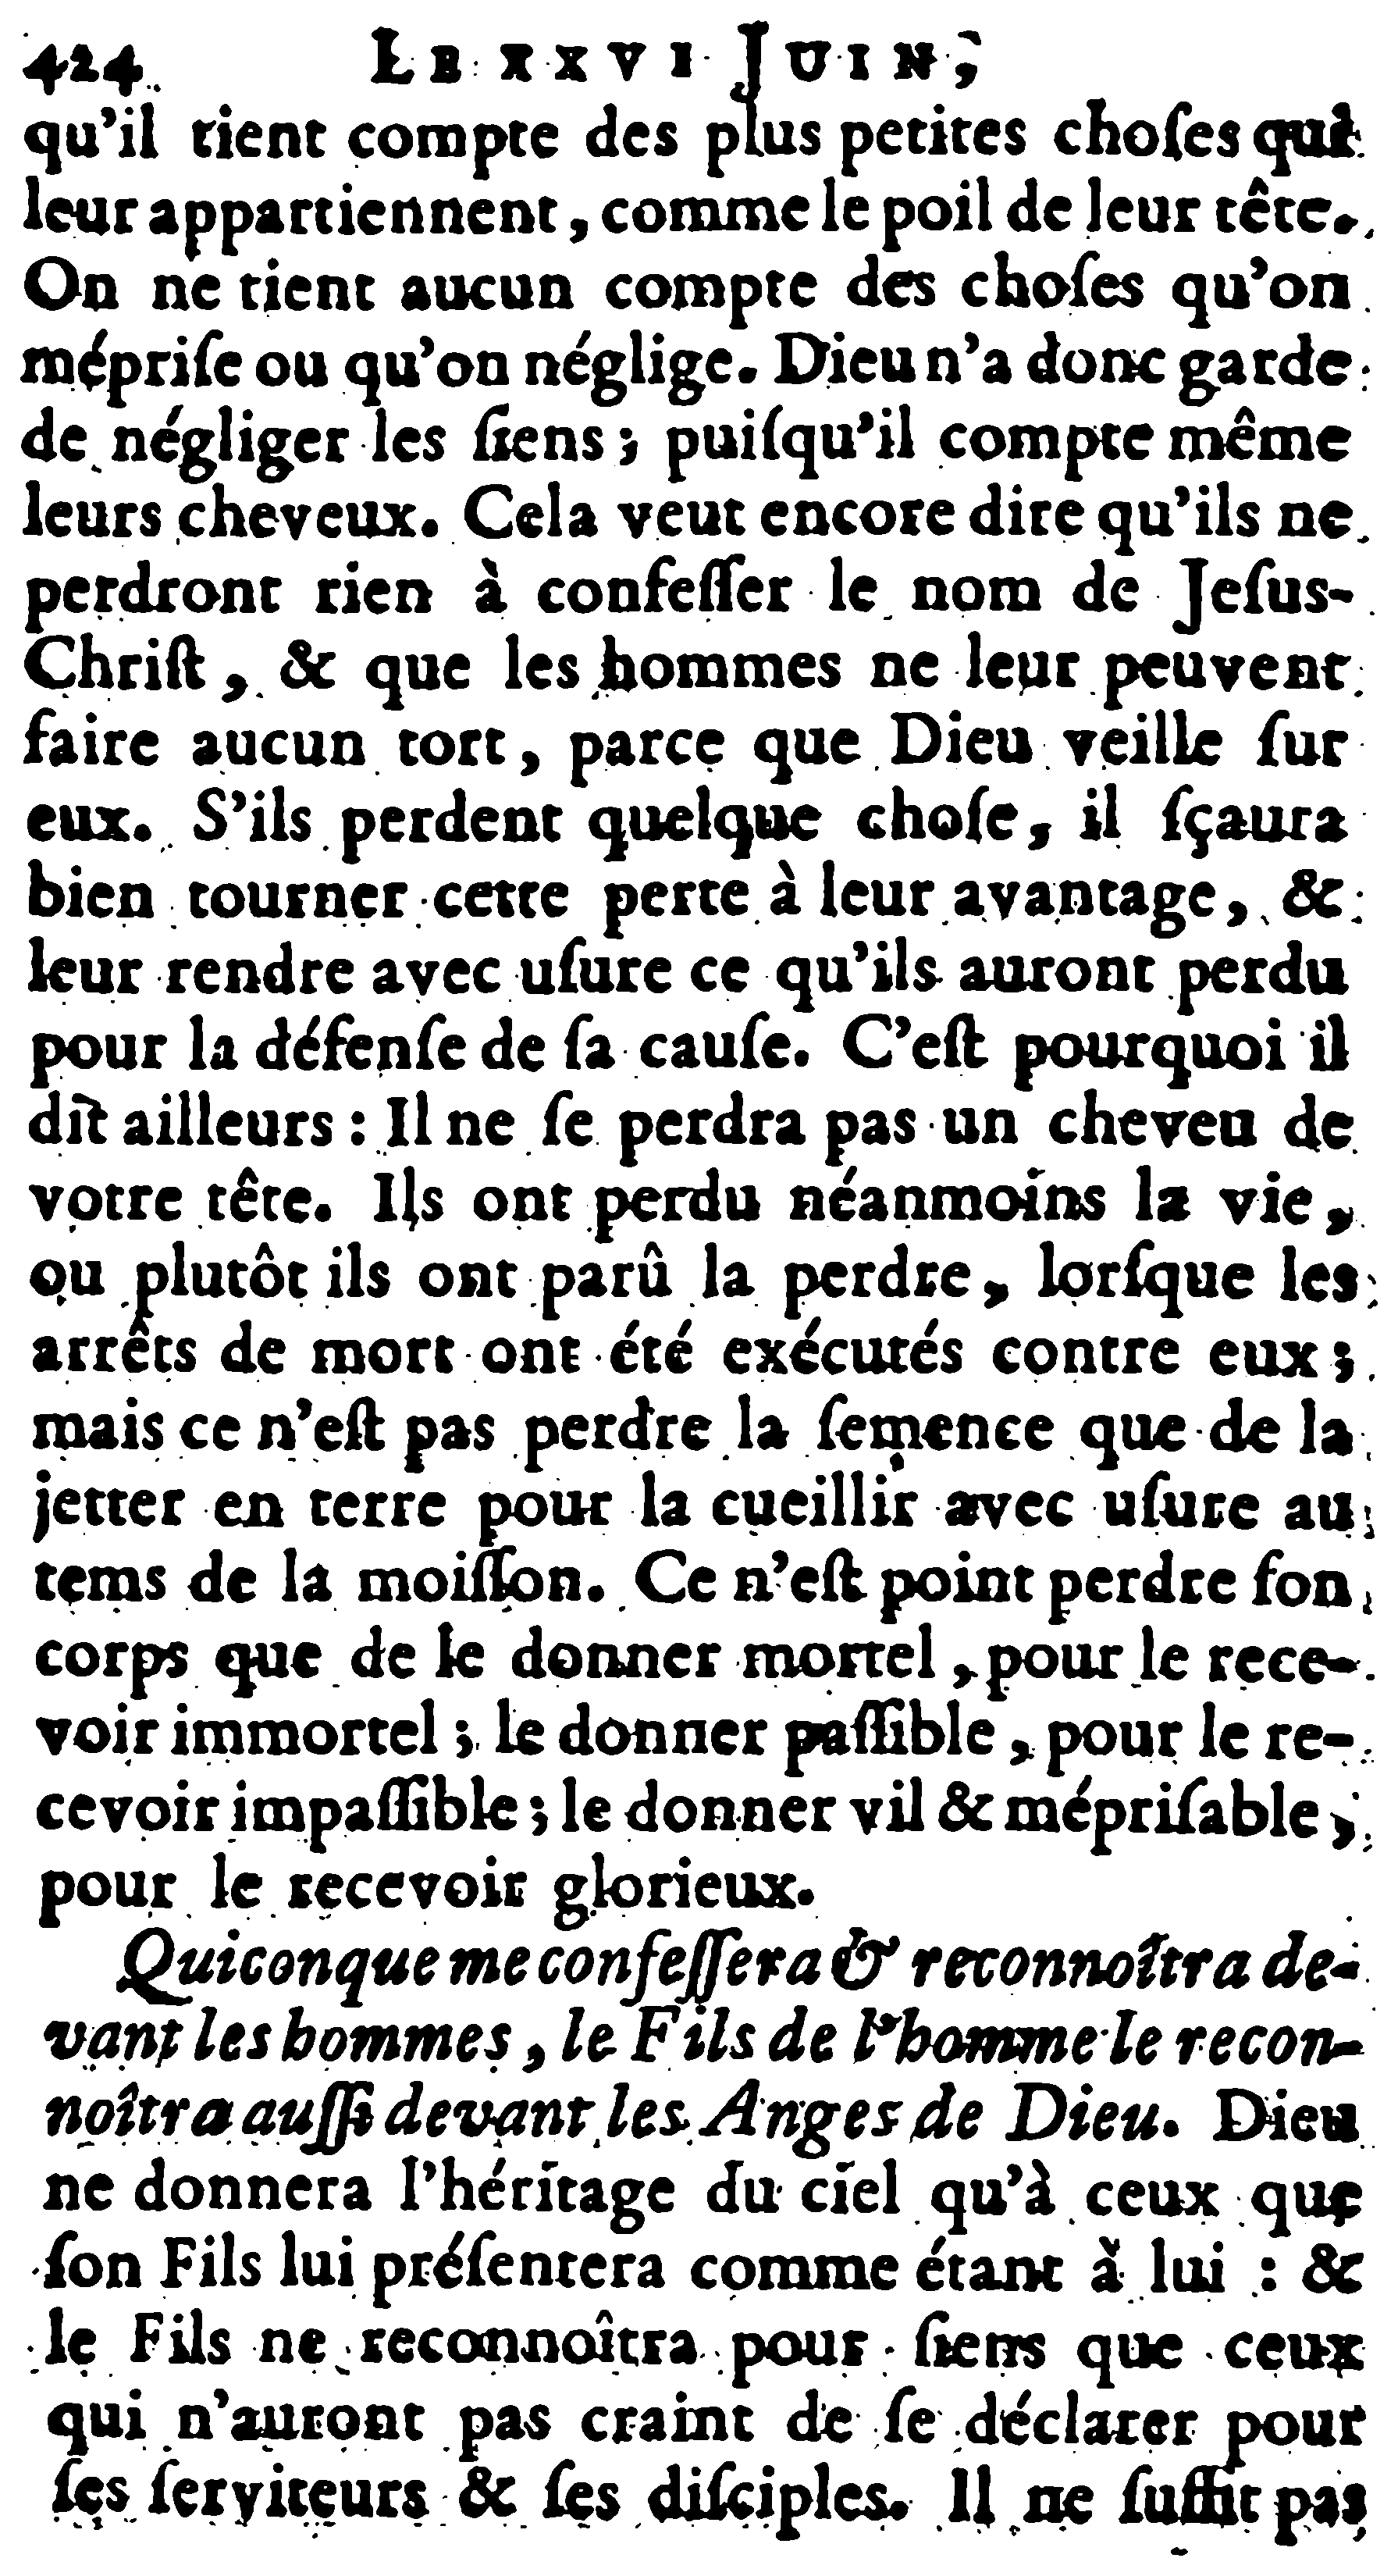 424 LE XXVI JUIN,
qu'il tient compte des plus petites choſes qui
leur appartiennent, comme le poil de leur tête.
On ne tient aucun compte des choſes qu'on
mépriſe ou qu'on néglige. Dieu n'a donc garde
de négliger les ſiens; puiſqu'il compte même
leurs cheveux. Cela veut encore dire qu'ils ne
perdront rien à confeſſer le nom de Jeſus-
Chriſt, & que les hommes ne leur peuvent
faire aucun tort, parce que Dieu veille ſur
eux. S'ils perdent quelque choſe, il ſçaura
bien tourner cette perte à leur avantage, &
leur rendre avec uſure ce qu'ils auront perdu
pour la défenſe de ſa cauſe. C'eſt pourquoi il
dit ailleurs : Il ne ſe perdra pas un cheveu de
votre tête. Ils ont perdu néanmoins la vie,
ou plutôt ils ont parû la perdre, lorſque les
arrêts de mort ont été exécutés contre eux;
mais ce n'eſt pas perdre la ſemence que de la
jetter en terre pour la cueillir avec uſure au
tems de la moiſſon. Ce n'eſt point perdre ſon
corps que de le donner mortel, pour le rece-
voir immortel; le donner paſſible, pour le re-
cevoir impaſſible; le donner vil & mépriſable,
pour le recevoir glorieux.
Quiconque me confeſſera & reconnoîtra de-
vant les hommes, le Fils de l'homme le recon-
noîtra auſſi devant les Anges de Dieu. Dieu
ne donnera l'héritage du ciel qu'à ceux que
ſon Fils lui préſentera comme étant à lui : &
le Fils ne reconnoîtra pour ſiens que ceux
qui n'auront pas craint de ſe déclarer pour
ſes ſerviteurs & ſes diſciples. Il ne ſuffit pas